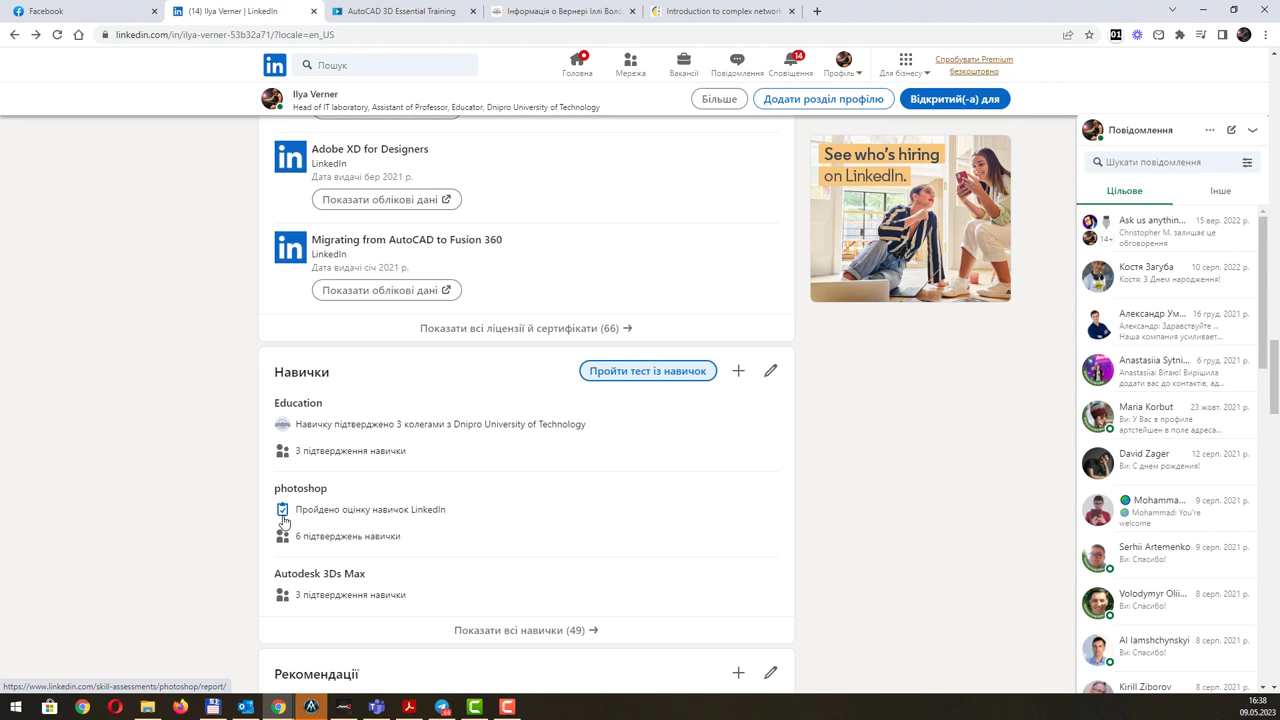 Facebook
(14) Ilya Verner | LinkedIn
AutoCAD 3D Essential Training
Інформація о Вернері Іллі Волод
Introduction to complex network
linkedin.com/in/ilya-verner-53b32a71/?locale=en_US
01
in
Пошук
Головна
Мережа
Вакансії
Повідомлення
14
Сповіщення
Профіль
Для бізнесу
Спробувати Premium
безкоштовно
Ilya Verner
Head of IT laboratory, Assistant of Professor, Educator, Dnipro University of Technology
Більше
Додати розділ профілю
Відкритий(-а) для
in
Adobe XD for Designers
LinkedIn
Дата видачі бер 2021 р.
Показати облікові дані
in
Migrating from AutoCAD to Fusion 360
LinkedIn
Дата видачі січ 2021 р.
Показати облікові дані
Показати всі ліцензії й сертифікати (66) →
Навички
Пройти тест із навичок
Education
Навичку підтверджено 3 колегами з Dnipro University of Technology
3 підтвердження навички
photoshop
Пройдено оцінку навичок LinkedIn
6 підтверджень навички
Autodesk 3Ds Max
3 підтвердження навички
Показати всі навички (49) →
Рекомендації
See who's hiring
on LinkedIn.
Повідомлення
Шукати повідомлення
Цільове
Інше
14+
Ask us anythin... 15 вер. 2022 р.
Christopher M. залишає це
обговорення
Костя Загуба 10 серп. 2022 р.
Костя: З Днем народження!
Александр Ум... 16 груд. 2021 р.
Александр: Здравствуйте ...
Наша компания усиливает...
Anastasiia Sytni... 6 груд. 2021 р.
Anastasiia: Вітаю! Вирішила
додати вас до контактів, ад...
Maria Korbut 23 жовт. 2021 р.
Ви: У Вас в профиле
артстейшен в поле адреса...
David Zager 12 серп. 2021 р.
Ви: С днем рождения!
Mohamma... 9 серп. 2021 р.
Mohammad: You're
welcome
Serhii Artemenko 9 серп. 2021 р.
Ви: Спасибо!
Volodymyr Olii... 8 серп. 2021 р.
Ви: Спасибо!
Al Iamshchynskyi 8 серп. 2021 р.
Ви: Спасибо!
Kirill Ziborov 8 серп. 2021 р.
https://www.linkedin.com/skill-assessments/photoshop/report/
16:38
09.05.2023